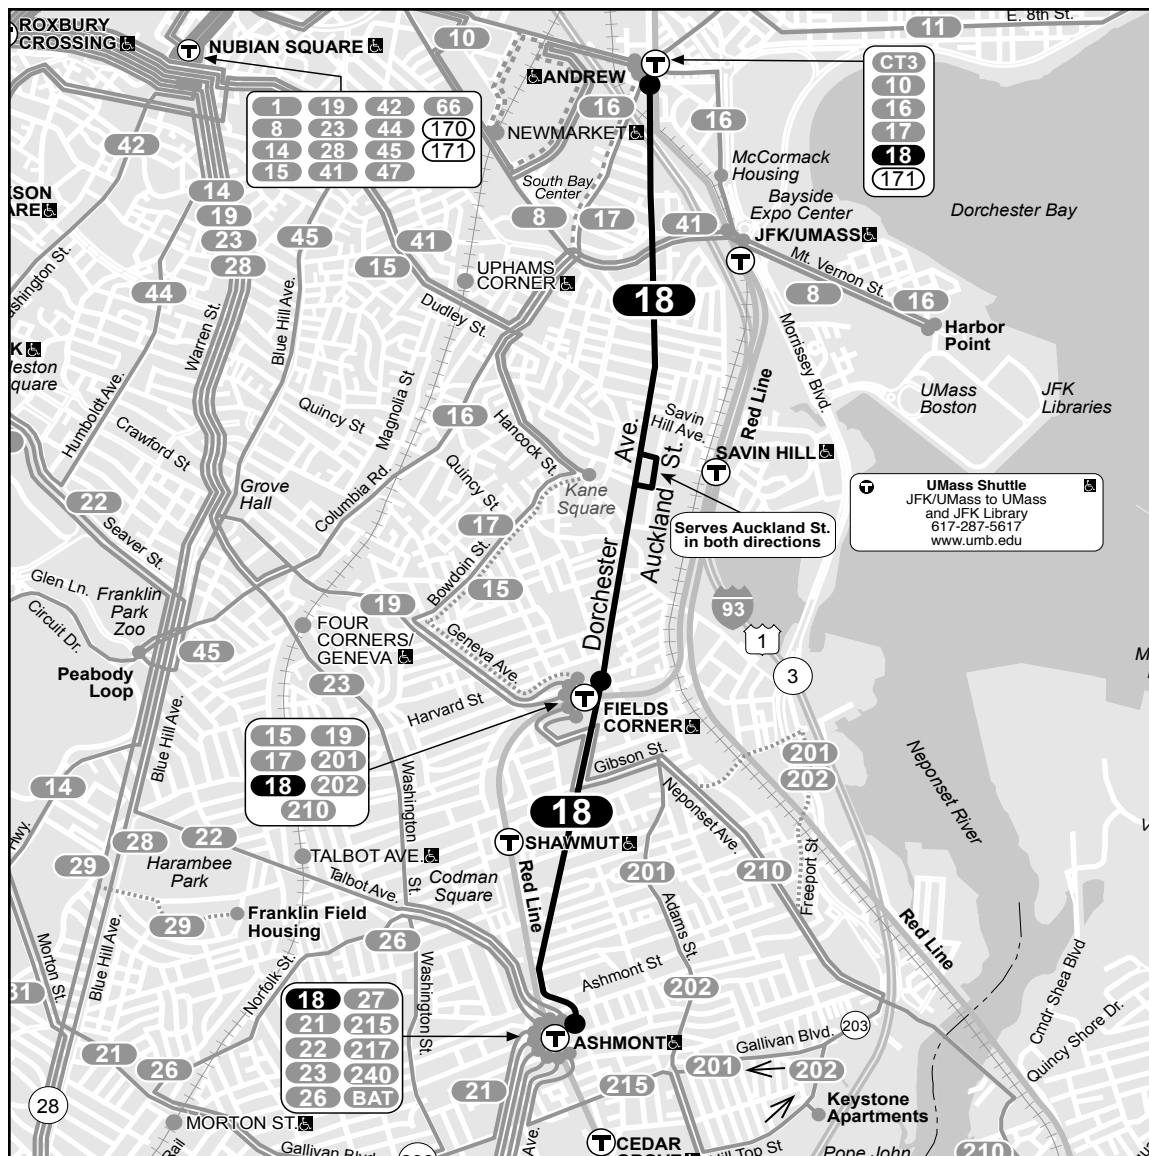 ROXBURY
CROSSING
NUBIAN SQUARE
10
11
E. 8th St.
ANDREW
CT3
10
16
17
18
171
1 19 42 66
8 23 44 170
14 28 45 171
15 41 47
16
16
NEWMARKET
42
McCormack
Housing
South Bay
Center
Bayside
Expo Center
JFK/UMASS
Dorchester Bay
14
19
23
28
45
41
15
8
17
41
Mt. Vernon St.
8
16
Harbor
Point
UPHAMS
CORNER
Dudley St.
18
44
Warren St.
Blue Hill Ave.
Morrissey Blvd.
UMass
Boston
JFK
Libraries
Humboldt Ave.
Crawford St
Quincy St
Magnolia St
16
Hancock St.
Savin
Hill Ave.
Red Line
SAVIN HILL
Quincy St
Kane
Square
Ave.
Auckland St.
Dorchester
Serves Auckland St.
in both directions
UMass Shuttle
JFK/UMass to UMass
and JFK Library
617-287-5617
www.umb.edu
Grove
Hall
Columbia Rd.
22
Seaver St.
17
Bowdoin St.
15
19
Glen Ln.
Franklin
Park
Zoo
Circuit Dr.
Peabody
Loop
45
FOUR
CORNERS/
GENEVA
Geneva Ave.
23
Harvard St
93
1
3
FIELDS
CORNER
Gibson St.
15 19
17 201
18 202
210
Blue Hill Ave.
Washington
St.
14
Hwy.
28
22
29
Harambee
Park
TALBOT AVE.
Talbot Ave.
Codman
Square
18
SHAWMUT
Red Line
201
Neponset Ave.
210
201
202
Freeport St
Neponset River
Franklin Field
Housing
29
26
Adams St.
Red Line
Morton St.
Blue Hill Ave.
Norfolk St.
Washington St.
Ashmont St
202
18 27
21 215
22 217
23 240
26 BAT
ASHMONT
Gallivan Blvd.
203
201
202
215
21
21
26
28
MORTON ST.
Gallivan Blvd.
Keystone
Apartments
CEDAR
Cmdr Shea Blvd
Quincy Shore Dr.
Ave.
Hill Top St
Pope John
210